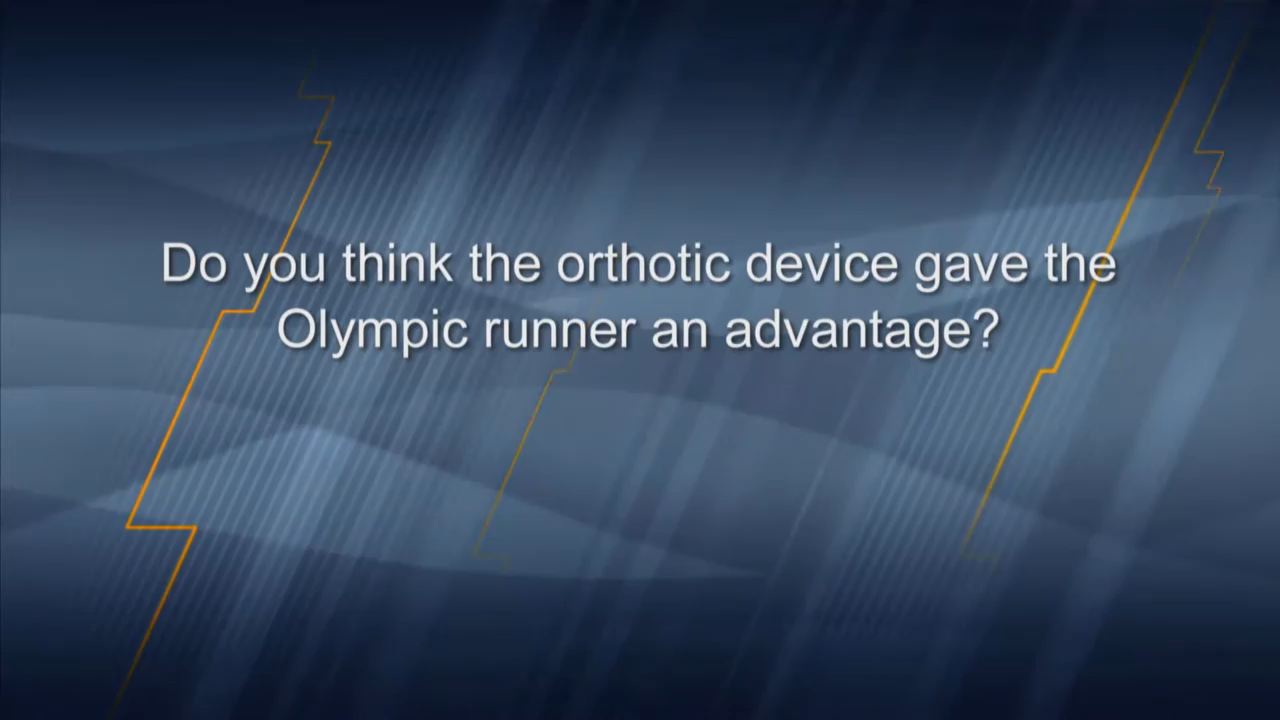 Do you think the orthotic device gave the
Olympic runner an advantage?